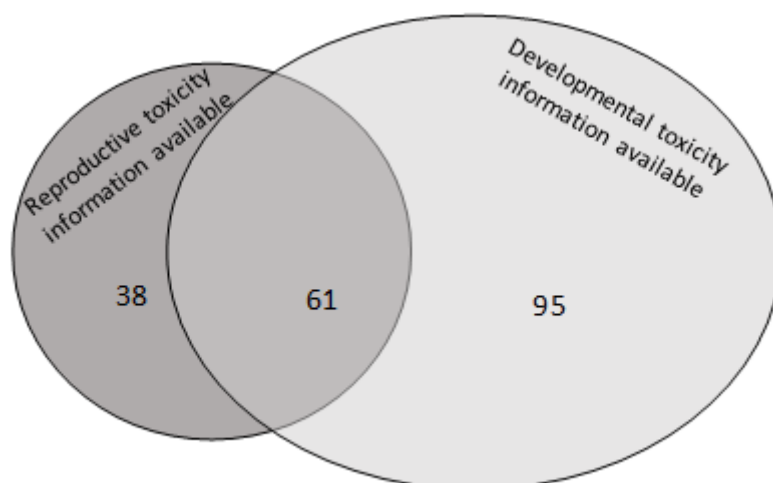 Reproductive toxicity
information available
Developmental toxicity
information available
38
61
95